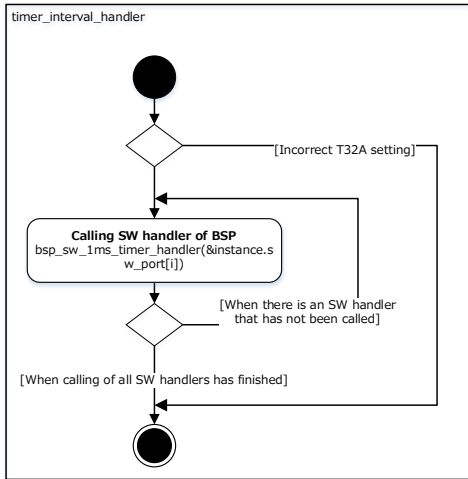 timer_interval_handler
[Incorrect T32A setting]
Calling SW handler of BSP
bsp_sw_1ms_timer_handler(&instance.s
w_port[i])
[When there is an SW handler
that has not been called]
[When calling of all SW handlers has finished]